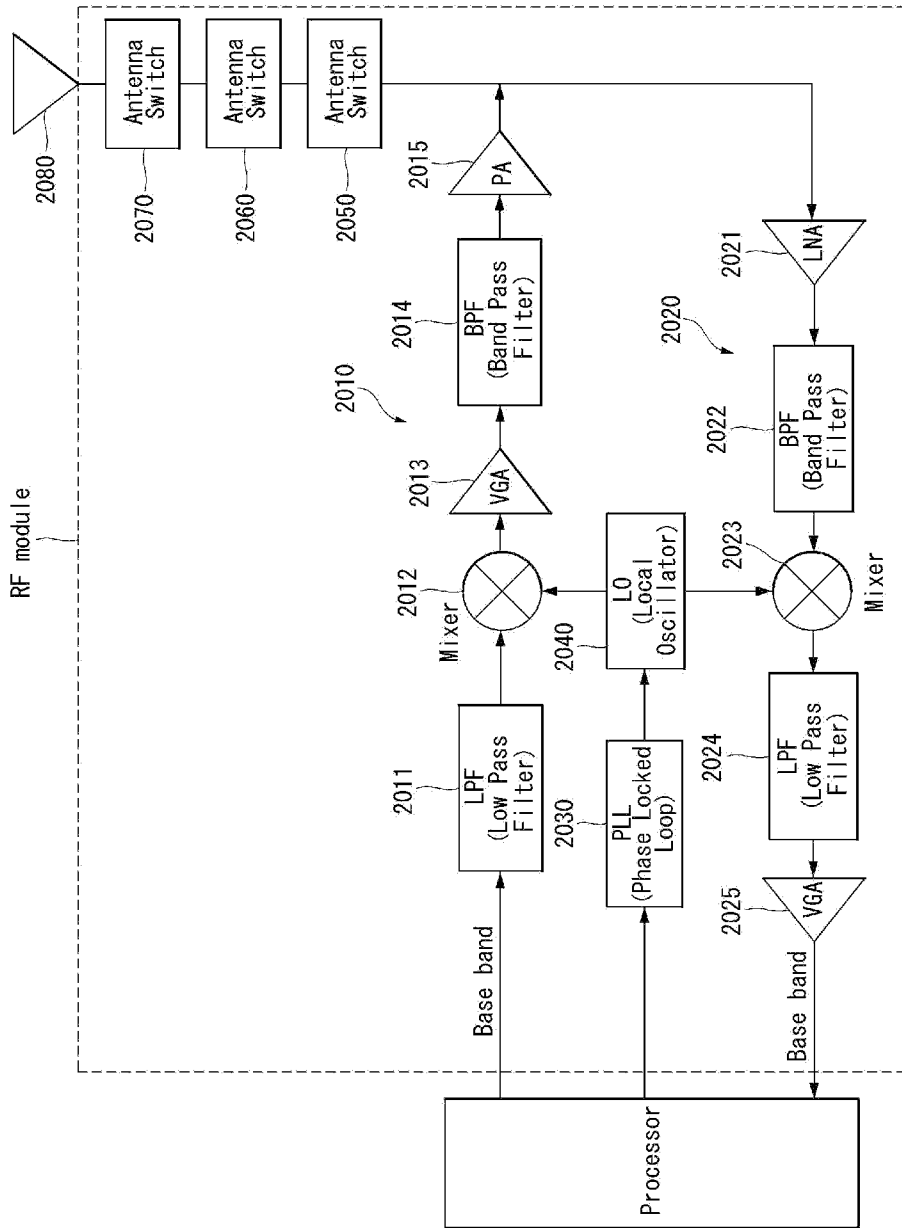 RF module
2080
Antenna
Switch
2070
Antenna
Switch
2060
Antenna
Switch
2050
Processor
Base band
LPF
(Low Pass
Filter)
2011
Mixer
2012
VGA
2013
2010
BPF
(Band Pass
Filter)
2014
PA
2015
PLL
(Phase Locked
Loop)
2030
LO
(Local
Oscillator)
2040
Base band
VGA
2025
LPF
(Low Pass
Filter)
2024
Mixer
2023
BPF
(Band Pass
Filter)
2022
2020
LNA
2021